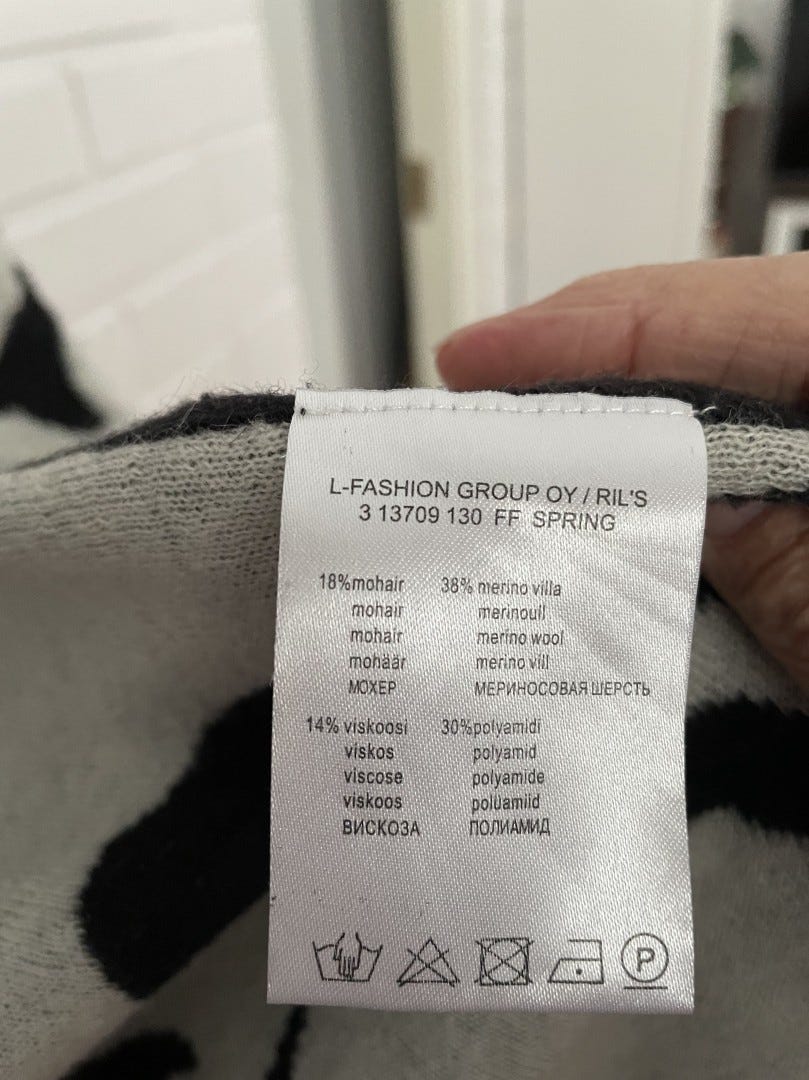 L-FASHION GROUP OY / RIL'S
3 13709 130 FF SPRING
18%mohair 38% merino villa
mohair merinoull
mohair merino wool
mohäär merino vill
МОХЕР МЕРИНОСОВАЯ ШЕРСТЬ
14% viskoosi 30%polyamidi
viskos polyamid
viscose polyamide
viskoos polüamiid
ВИСКОЗА ПОЛИАМИД
P